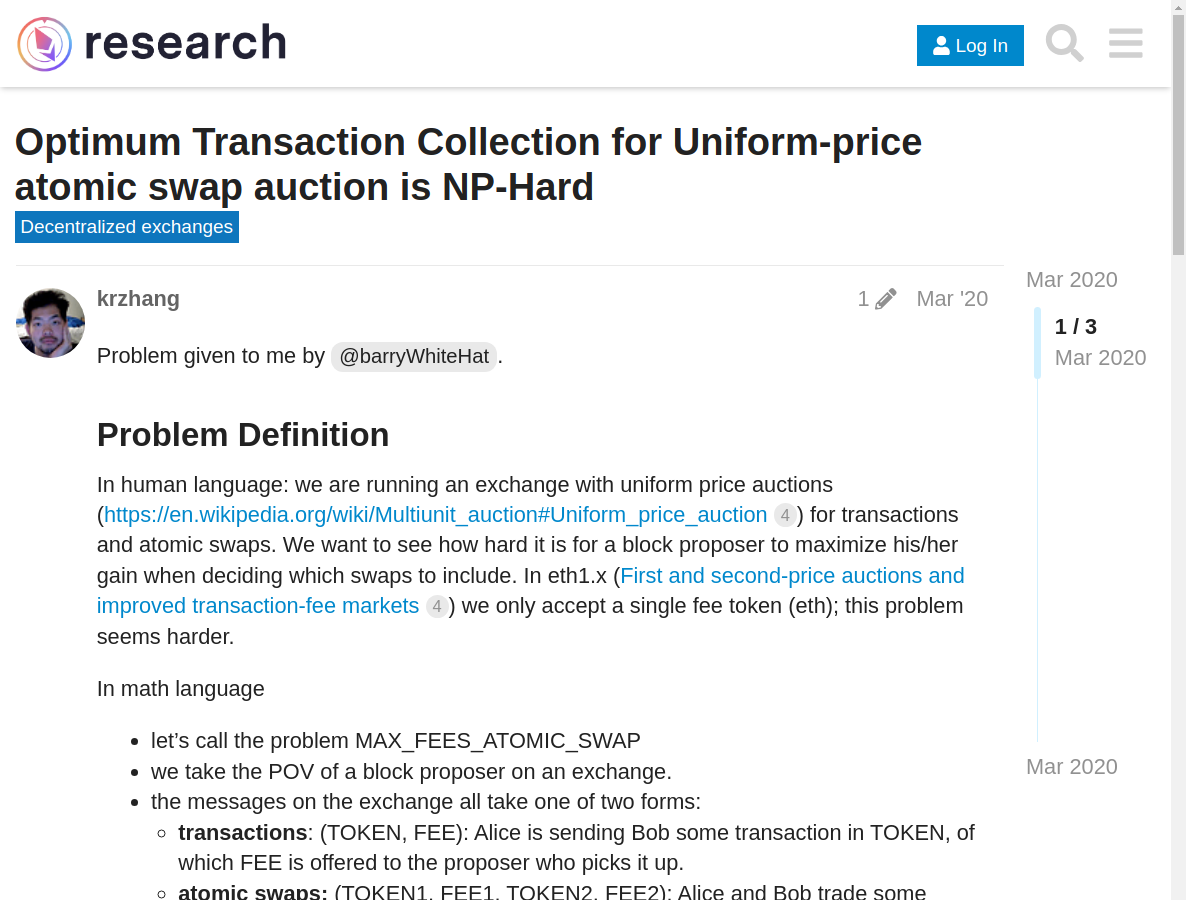 research
Log In
Optimum Transaction Collection for Uniform-price
atomic swap auction is NP-Hard
Decentralized exchanges
krzhang
1
Mar '20
Problem given to me by @barryWhiteHat.
Problem Definition
In human language: we are running an exchange with uniform price auctions
(https://en.wikipedia.org/wiki/Multiunit_auction#Uniform_price_auction 4) for transactions
and atomic swaps. We want to see how hard it is for a block proposer to maximize his/her
gain when deciding which swaps to include. In eth1.x (First and second-price auctions and
improved transaction-fee markets 4) we only accept a single fee token (eth); this problem
seems harder.
In math language
let’s call the problem MAX_FEES_ATOMIC_SWAP
we take the POV of a block proposer on an exchange.
the messages on the exchange all take one of two forms:
transactions: (TOKEN, FEE): Alice is sending Bob some transaction in TOKEN, of
which FEE is offered to the proposer who picks it up.
atomic swaps: (TOKEN1, FEE1, TOKEN2, FEE2): Alice and Bob trade some
Mar 2020
1 / 3
Mar 2020
Mar 2020